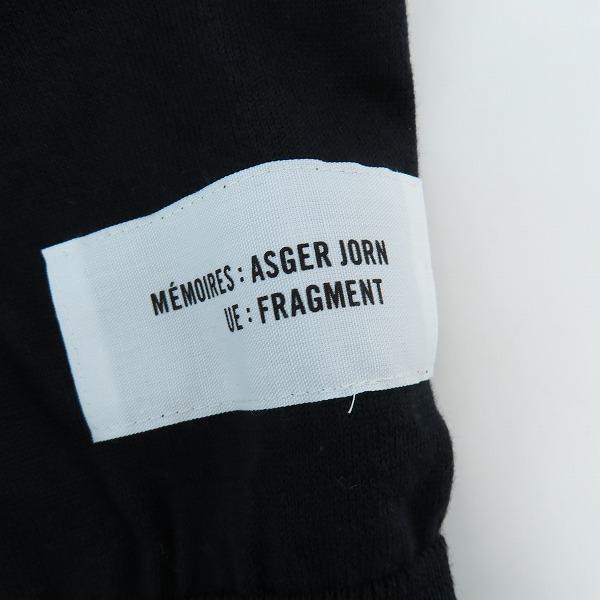 MÉMOIRES : ASGER JORN
UE : FRAGMENT